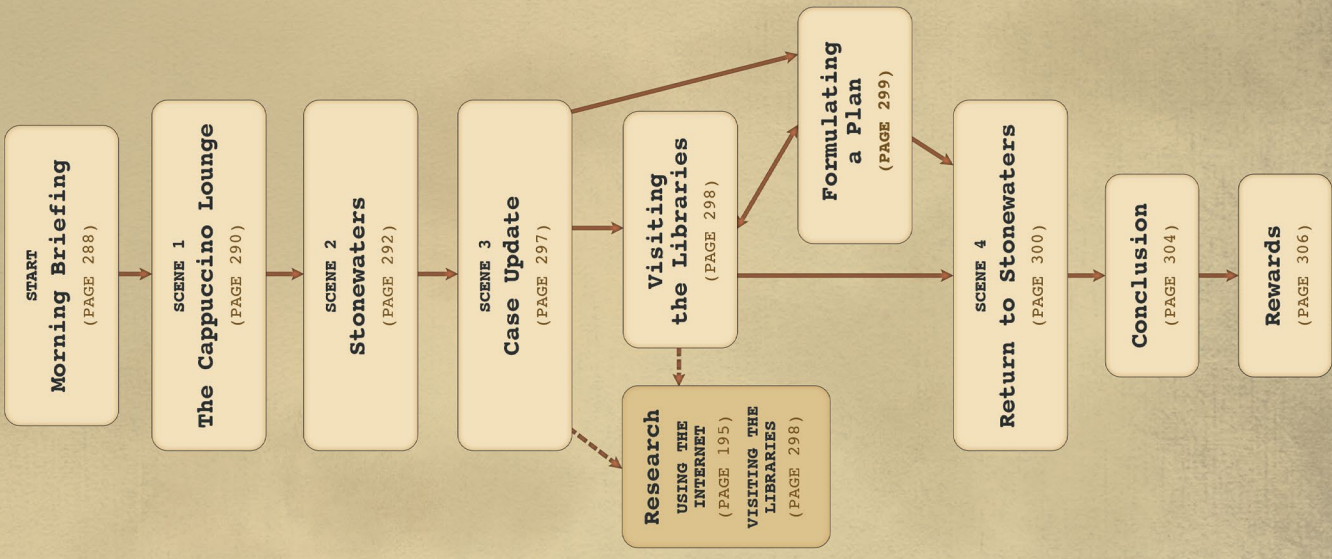 START
Morning Briefing
(PAGE 288)
SCENE 1
The Cappuccino Lounge
(PAGE 290)
SCENE 2
Stonewaters
(PAGE 292)
SCENE 3
Case Update
(PAGE 297)
Visiting
the Libraries
(PAGE 298)
Formulating
a Plan
(PAGE 299)
Research
USING THE
INTERNET
(PAGE 195)
VISITING THE
LIBRARIES
(PAGE 298)
SCENE 4
Return to Stonewaters
(PAGE 300)
Conclusion
(PAGE 304)
Rewards
(PAGE 306)